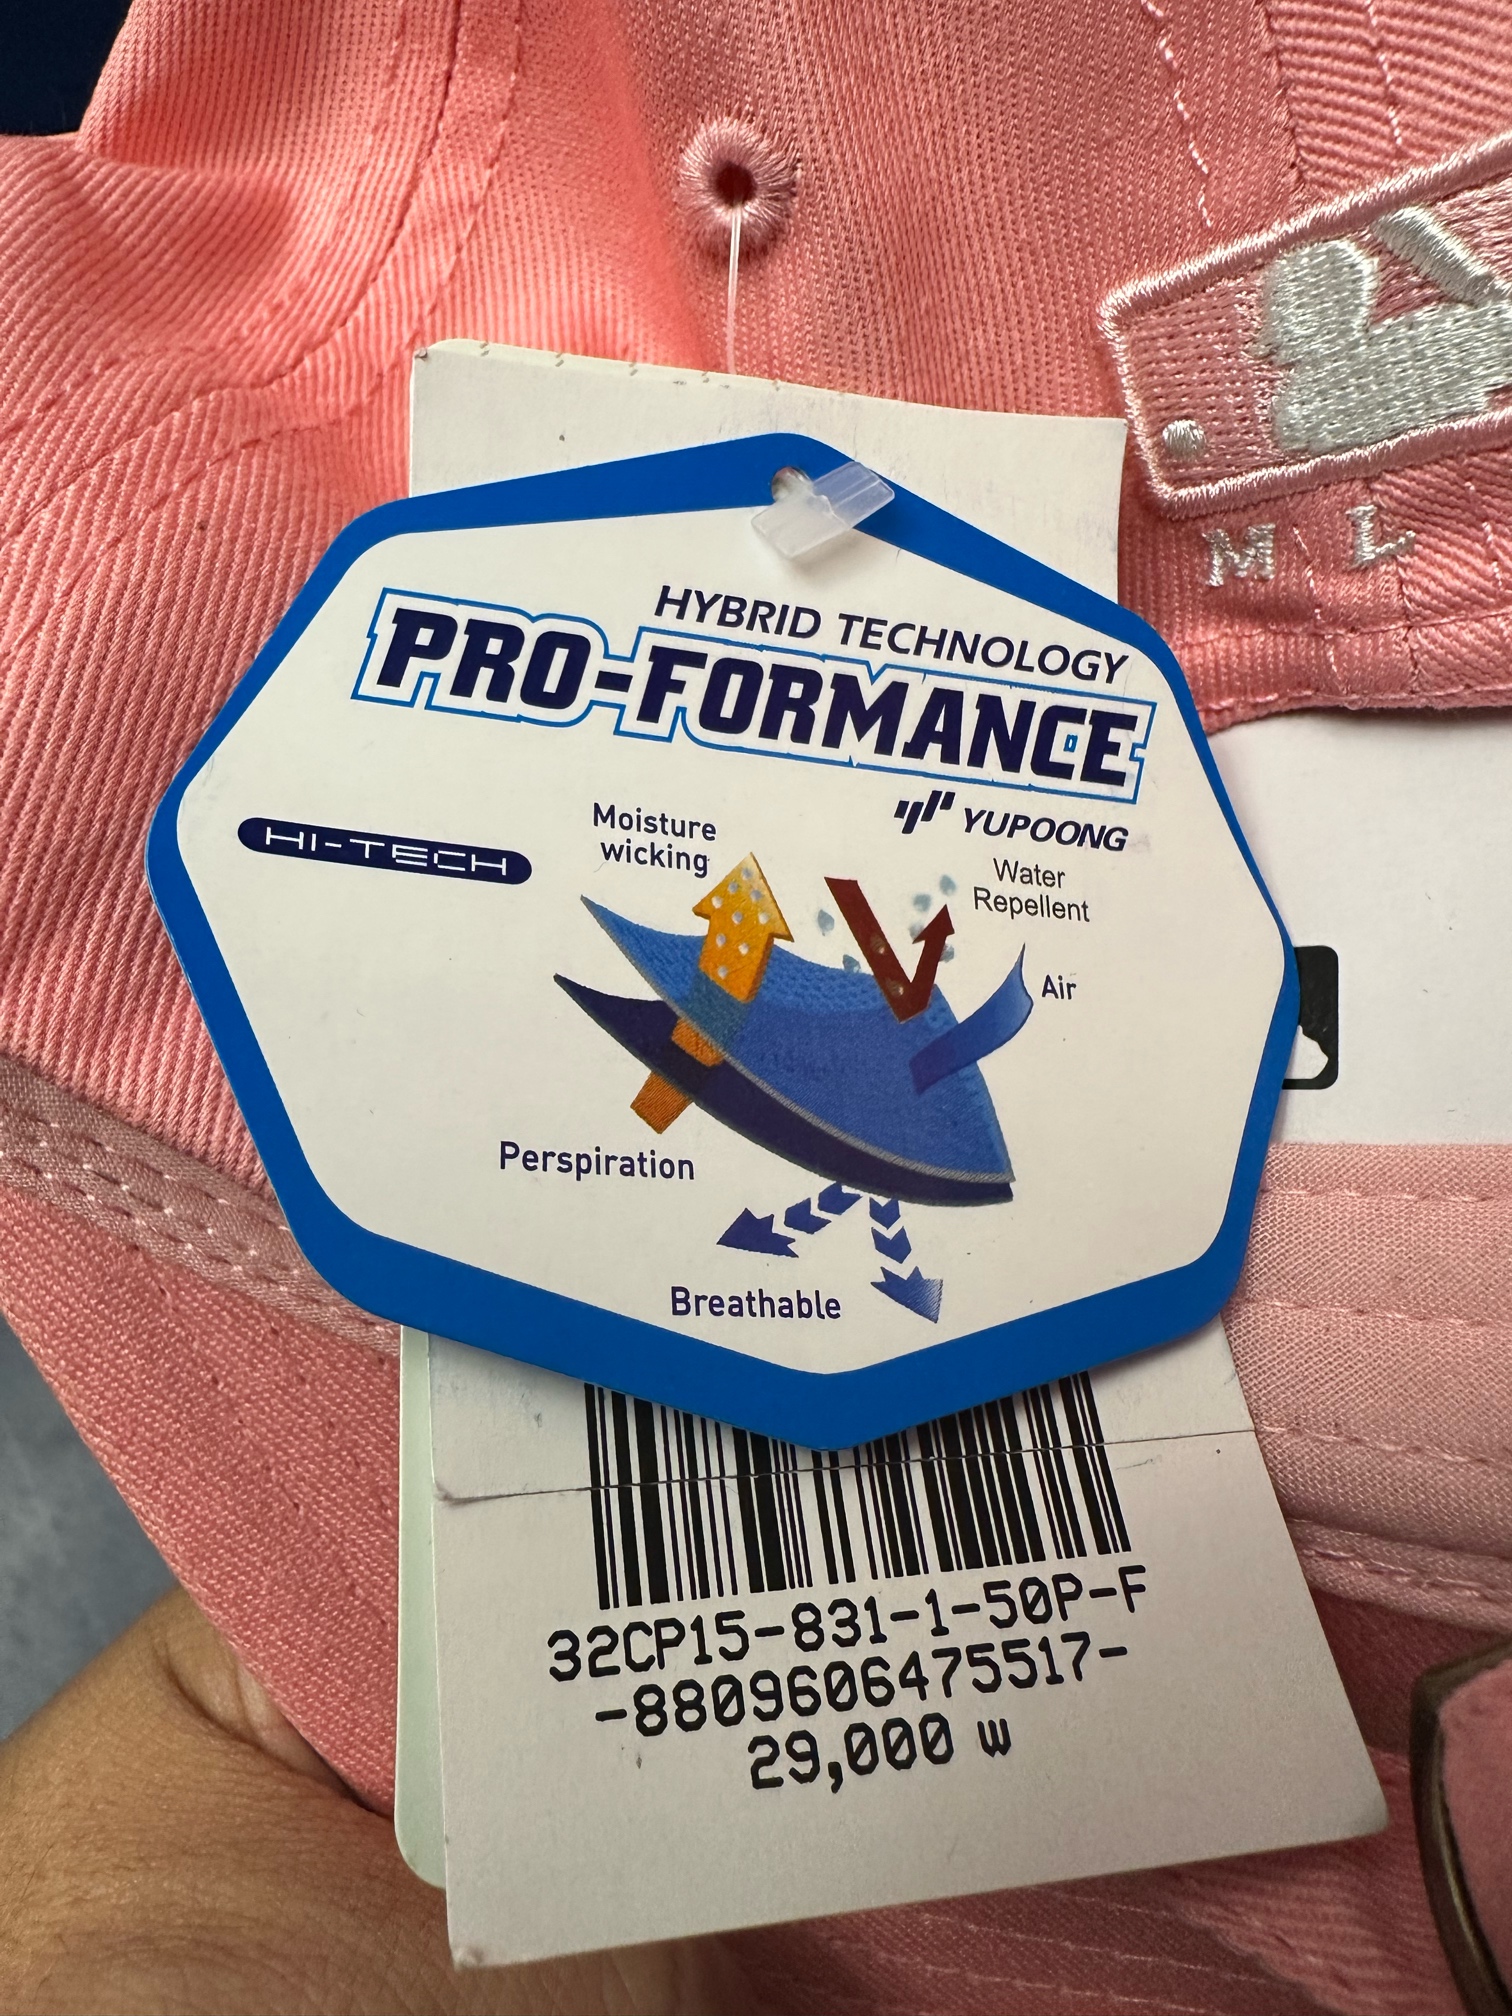 M L
HYBRID TECHNOLOGY
PRO-FORMANCE
YUPOONG
HI-TECH
Moisture
wicking
Water
Repellent
Air
Perspiration
Breathable
32CP15-831-1-50P-F
-8809606475517-
29,000 w